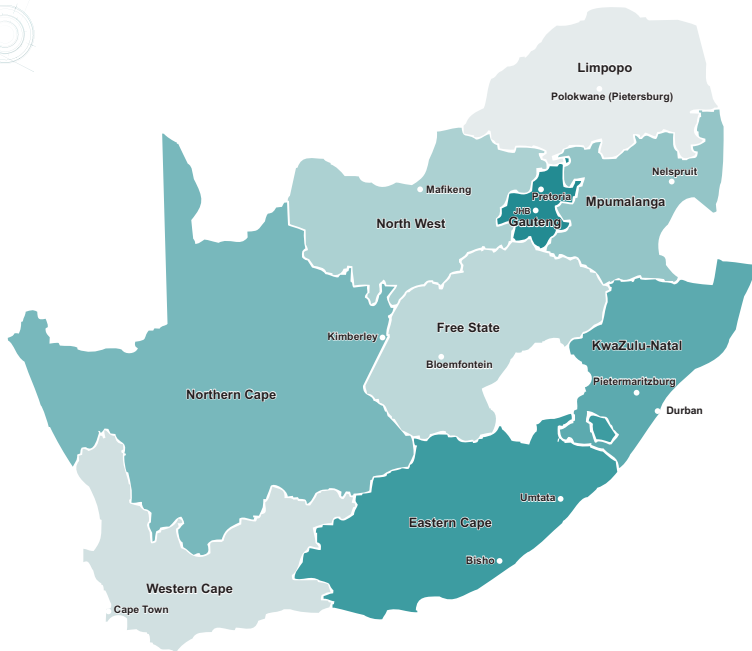 Limpopo
Polokwane (Pietersburg)
Nelspruit
Mafikeng
Pretoria
Mpumalanga
JHB
Gauteng
North West
Free State
Kimberley
KwaZulu-Natal
Bloemfontein
Pietermaritzburg
Northern Cape
Durban
Umtata
Eastern Cape
Bisho
Western Cape
Cape Town